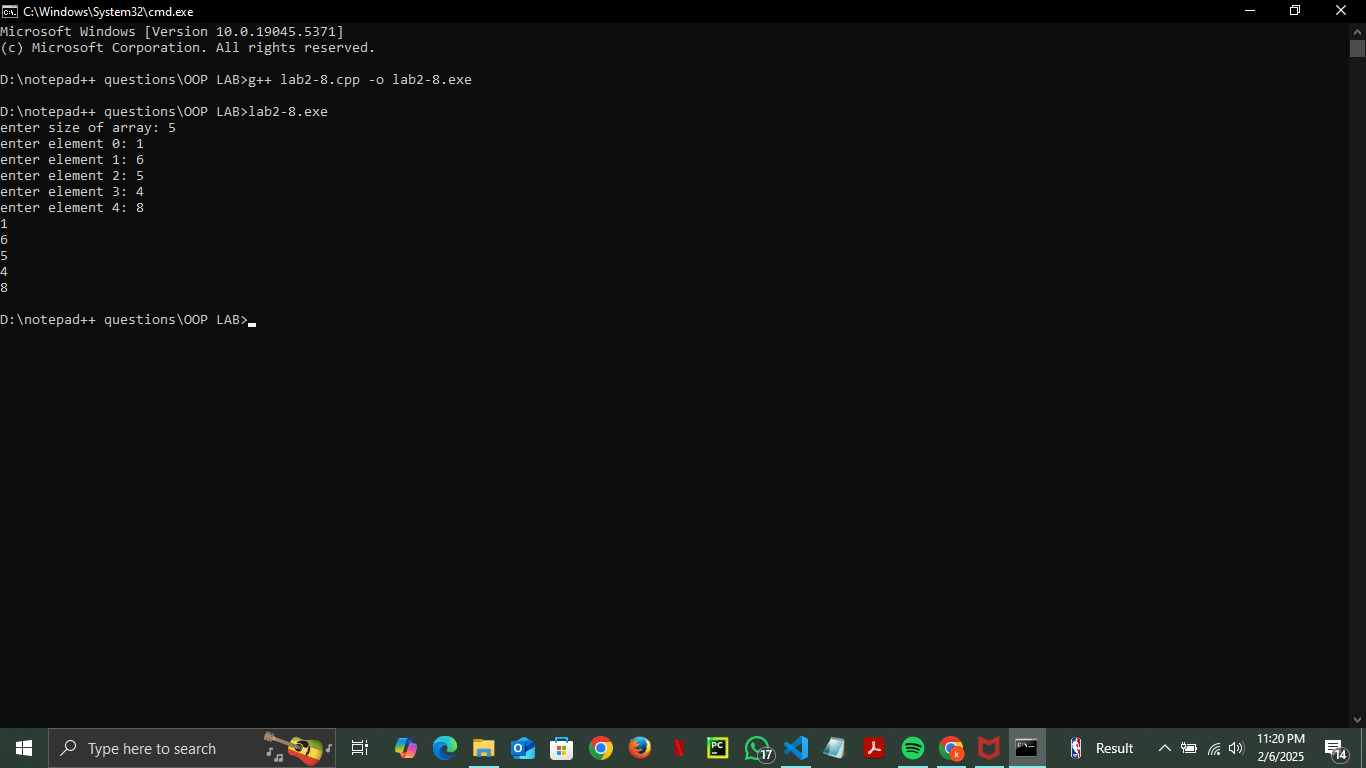 C:\Windows\System32\cmd.exe
Microsoft Windows [Version 10.0.19045.5371]
(c) Microsoft Corporation. All rights reserved.
D:\notepad++ questions\OOP LAB>g++ lab2-8.cpp -o lab2-8.exe
D:\notepad++ questions\OOP LAB>lab2-8.exe
enter size of array: 5
enter element 0: 1
enter element 1: 6
enter element 2: 5
enter element 3: 4
enter element 4: 8
1
6
5
4
8
D:\notepad++ questions\OOP LAB>
Type here to search
PC
17
k
Result
11:20 PM
2/6/2025
14